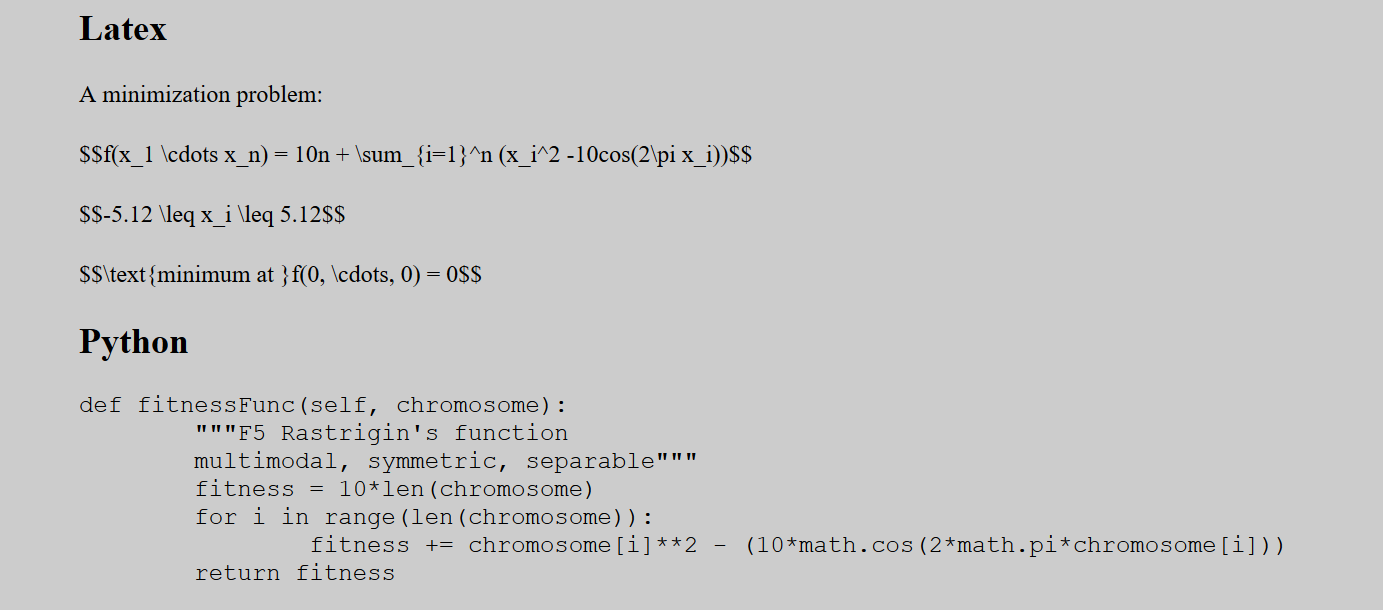 Latex
A minimization problem:
$$f(x_1 \cdots x_n) = 10n + \sum_{i=1}^n (x_i^2 -10cos(2\pi x_i))$$
$$-5.12 \leq x_i \leq 5.12$$
$$\text{minimum at }f(0, \cdots, 0) = 0$$
Python
def fitnessFunc(self, chromosome):
        """F5 Rastrigin's function
        multimodal, symmetric, separable"""
        fitness = 10*len(chromosome)
        for i in range(len(chromosome)):
                fitness += chromosome[i]**2 - (10*math.cos(2*math.pi*chromosome[i]))
        return fitness